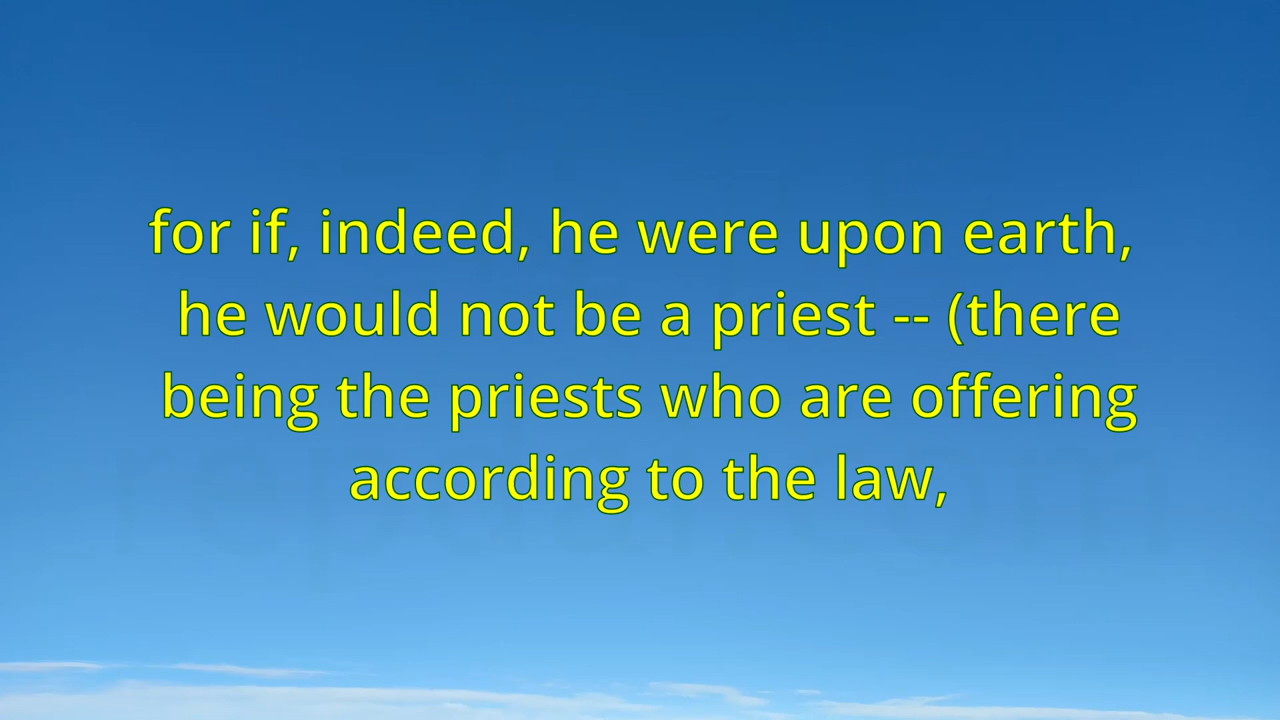 for if, indeed, he were upon earth,
he would not be a priest -- (there
being the priests who are offering
according to the law,